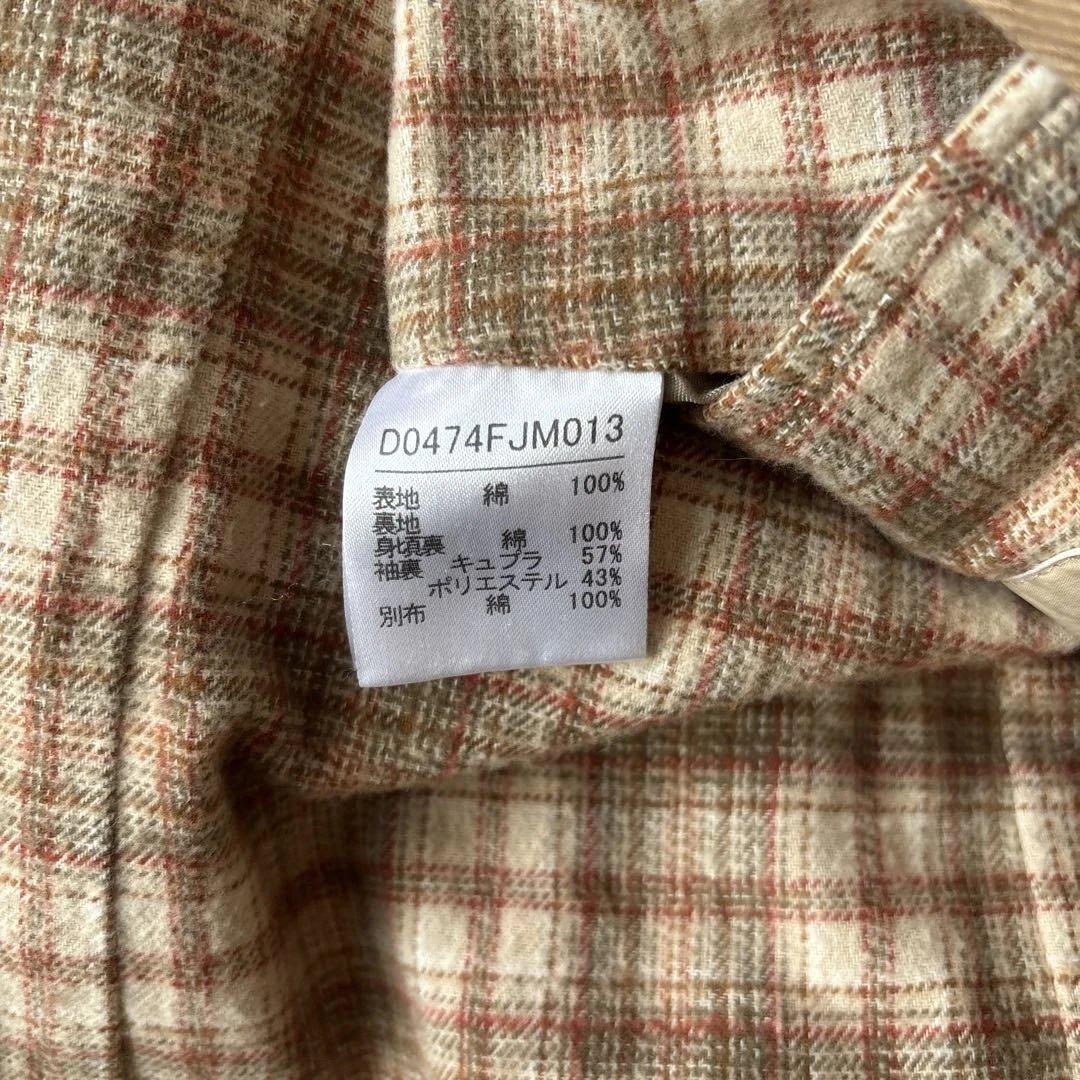 D0474FJM013
表地 綿 100%
裏地
身頃裏 綿 100%
袖裏 キュプラ 57%
ポリエステル 43%
別布 綿 100%